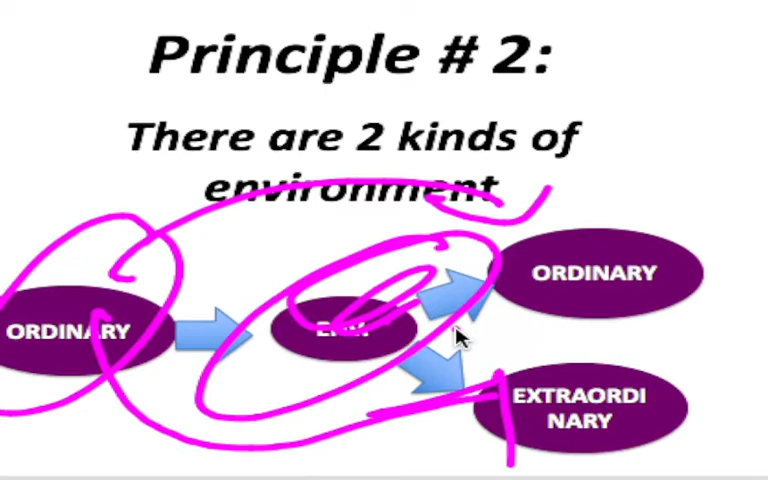 Principle # 2:
There are 2 kinds of
environment
ORDINARY
ORDINARY
EXTRAORDI
NARY